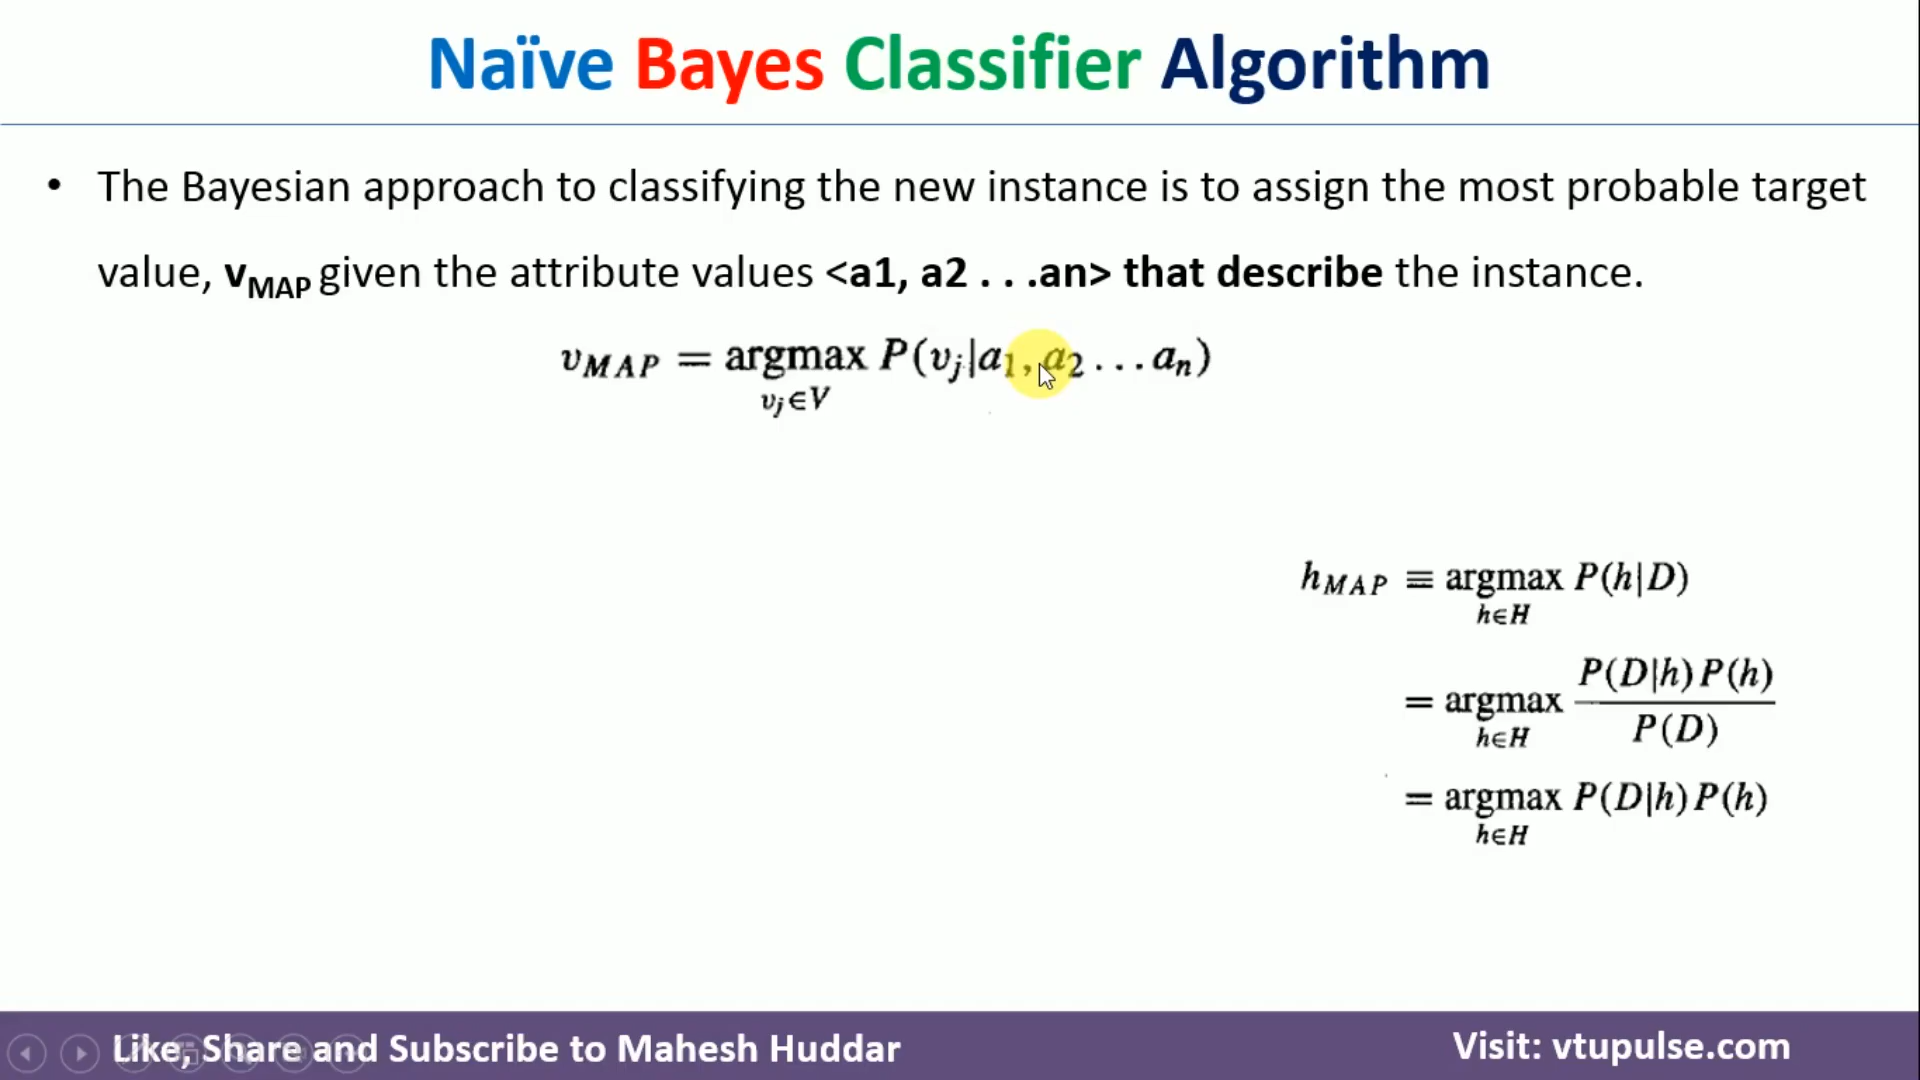 Naïve Bayes Classifier Algorithm
• The Bayesian approach to classifying the new instance is to assign the most probable target
value, vMAP given the attribute values <a1, a2 . . .an> that describe the instance.
vMAP = argmax P(vj|a1, a2 . . . an)
vj∈V
hMAP ≡ argmax P(h|D)
h∈H
= argmax P(D|h) P(h) / P(D)
h∈H
= argmax P(D|h) P(h)
h∈H
Like, Share and Subscribe to Mahesh Huddar
Visit: vtupulse.com